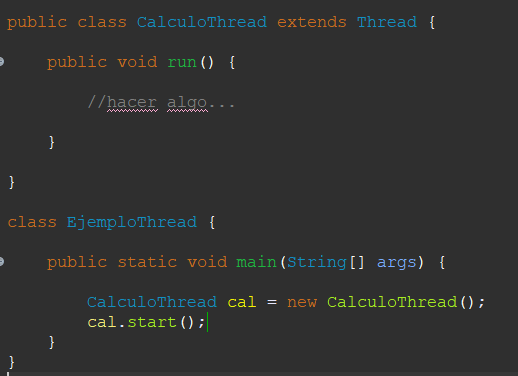 public class CalculoThread extends Thread {
public void run() {
//hacer algo...
}
}
class EjemploThread {
public static void main(String[] args) {
CalculoThread cal = new CalculoThread();
cal.start();
}
}